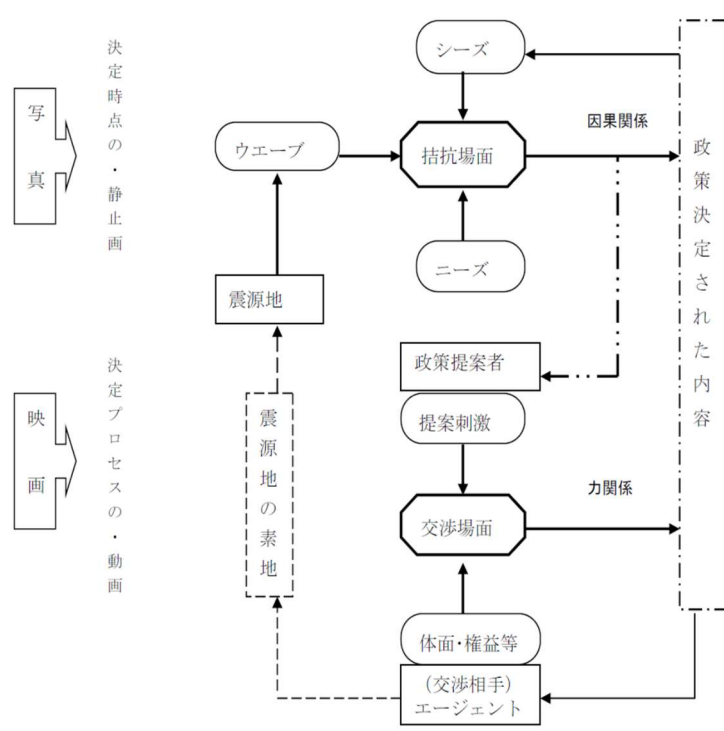 写真
決定時点の・静止画
シーズ
ウエーブ
拮抗場面
因果関係
ニーズ
震源地
政策決定された内容
映画
決定プロセスの・動画
震源地の素地
政策提案者
提案刺激
交渉場面
力関係
体面・権益等
（交渉相手）
エージェント